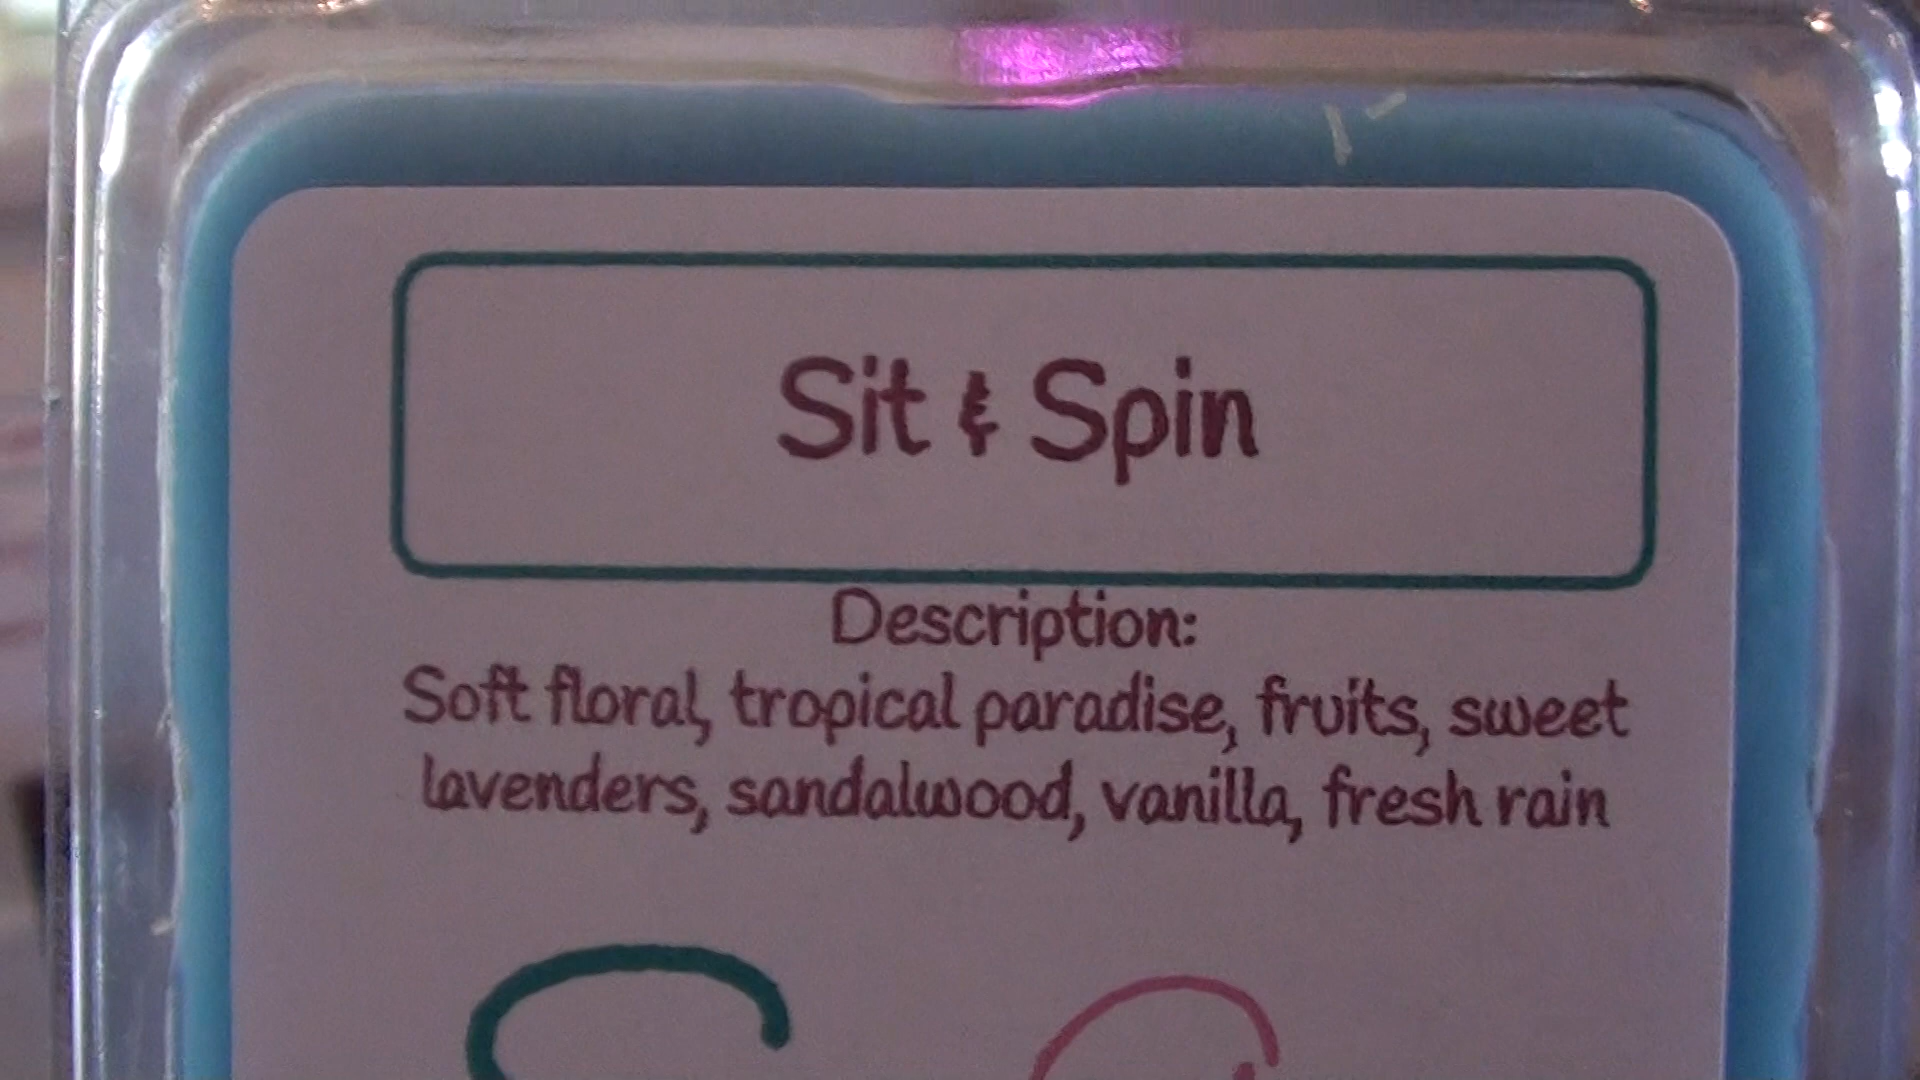 Sit & Spin
Description:
Soft floral, tropical paradise, fruits, sweet
lavenders, sandalwood, vanilla, fresh rain